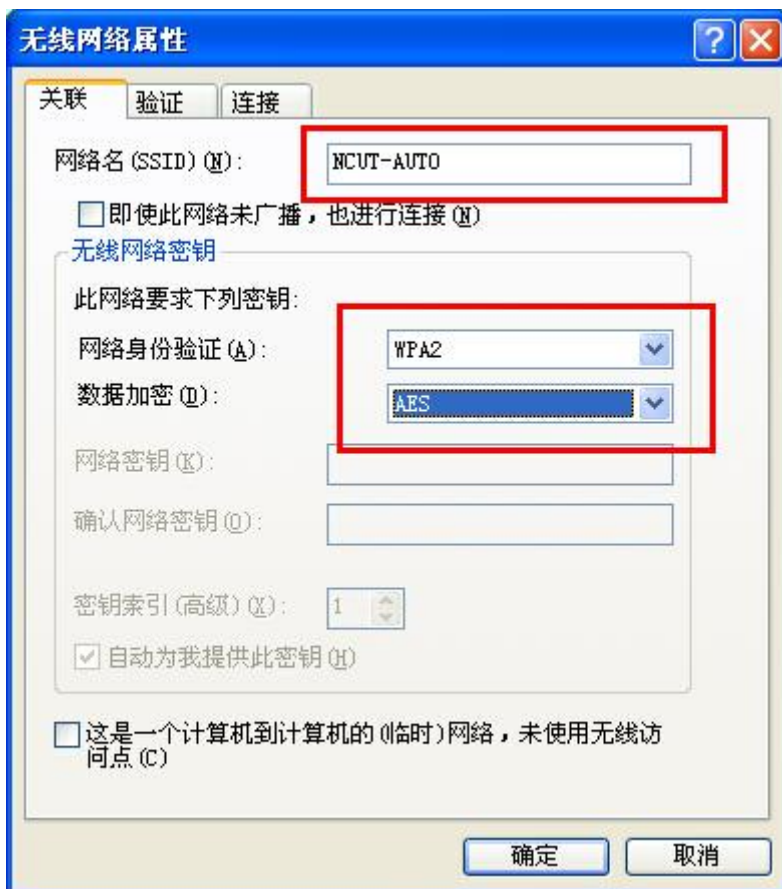 无线网络属性
关联 验证 连接
网络名(SSID)(N): NCUT-AUTO
即使此网络未广播，也进行连接(N)
无线网络密钥
此网络要求下列密钥:
网络身份验证(A): WPA2
数据加密(D): AES
网络密钥(K):
确认网络密钥(O):
密钥索引(高级)(X): 1
自动为我提供此密钥(H)
这是一个计算机到计算机的(临时)网络，未使用无线访
问点(C)
确定 取消